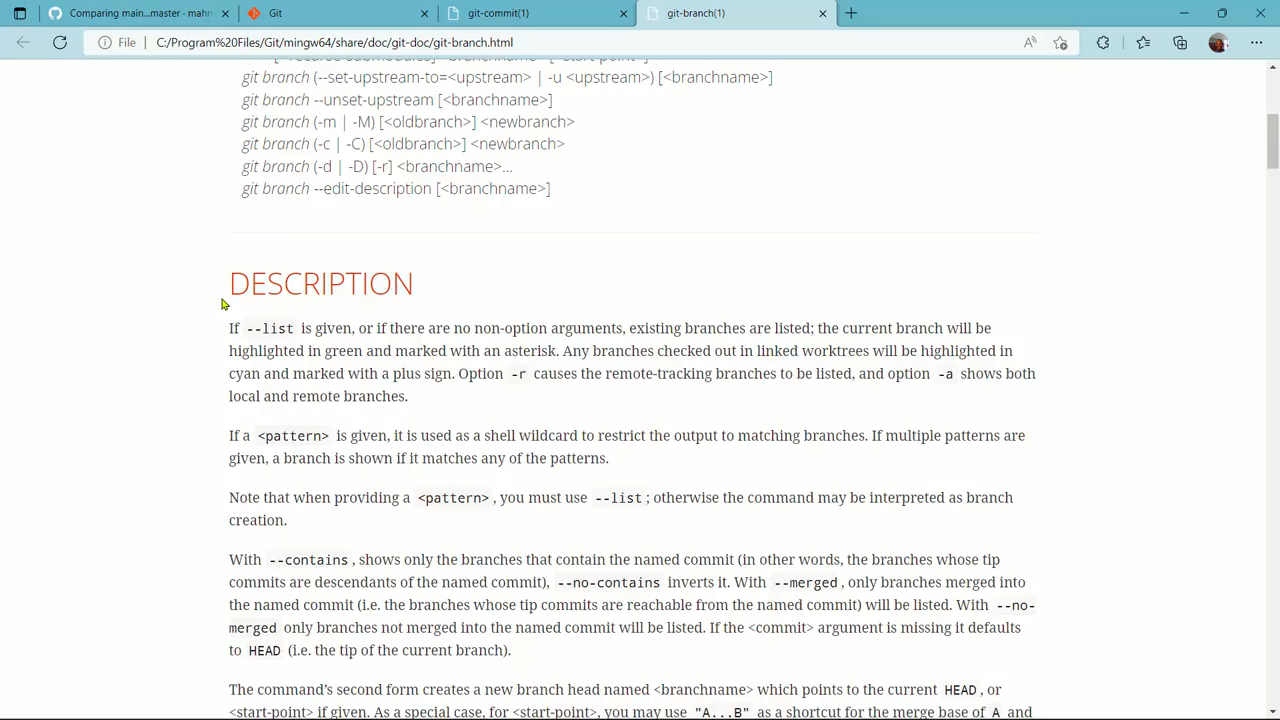 Comparing main...master - mahm
Git
git-commit(1)
git-branch(1)
File
C:/Program%20Files/Git/mingw64/share/doc/git-doc/git-branch.html
git branch (--set-upstream-to=<upstream> | -u <upstream>) [<branchname>]
git branch --unset-upstream [<branchname>]
git branch (-m | -M) [<oldbranch>] <newbranch>
git branch (-c | -C) [<oldbranch>] <newbranch>
git branch (-d | -D) [-r] <branchname>…
git branch --edit-description [<branchname>]
DESCRIPTION
If --list is given, or if there are no non-option arguments, existing branches are listed; the current branch will be
highlighted in green and marked with an asterisk. Any branches checked out in linked worktrees will be highlighted in
cyan and marked with a plus sign. Option -r causes the remote-tracking branches to be listed, and option -a shows both
local and remote branches.
If a <pattern> is given, it is used as a shell wildcard to restrict the output to matching branches. If multiple patterns are
given, a branch is shown if it matches any of the patterns.
Note that when providing a <pattern>, you must use --list; otherwise the command may be interpreted as branch
creation.
With --contains, shows only the branches that contain the named commit (in other words, the branches whose tip
commits are descendants of the named commit), --no-contains inverts it. With --merged, only branches merged into
the named commit (i.e. the branches whose tip commits are reachable from the named commit) will be listed. With --no-
merged only branches not merged into the named commit will be listed. If the <commit> argument is missing it defaults
to HEAD (i.e. the tip of the current branch).
The command’s second form creates a new branch head named <branchname> which points to the current HEAD, or
<start-point> if given. As a special case, for <start-point>, you may use "A...B" as a shortcut for the merge base of A and